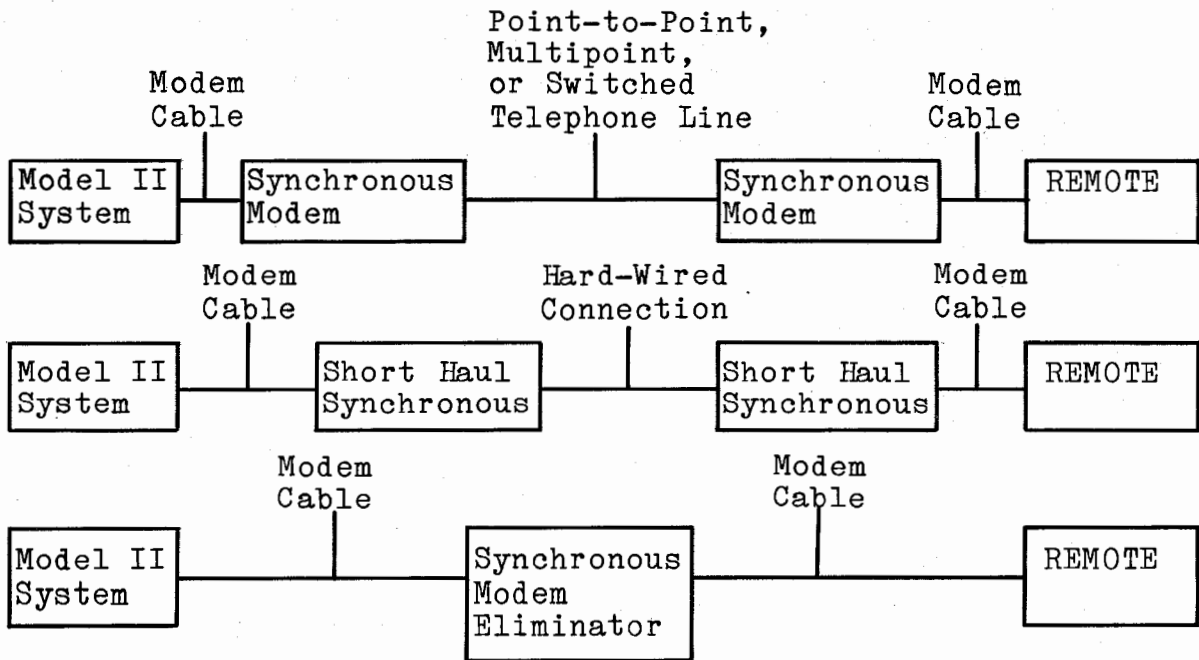 Point-to-Point,
Multipoint,
or Switched
Telephone Line
Modem
Cable
Modem
Cable
Model II
System
Synchronous
Modem
Synchronous
Modem
REMOTE
Modem
Cable
Hard-Wired
Connection
Modem
Cable
Model II
System
Short Haul
Synchronous
Short Haul
Synchronous
REMOTE
Modem
Cable
Modem
Cable
Model II
System
Synchronous
Modem
Eliminator
REMOTE